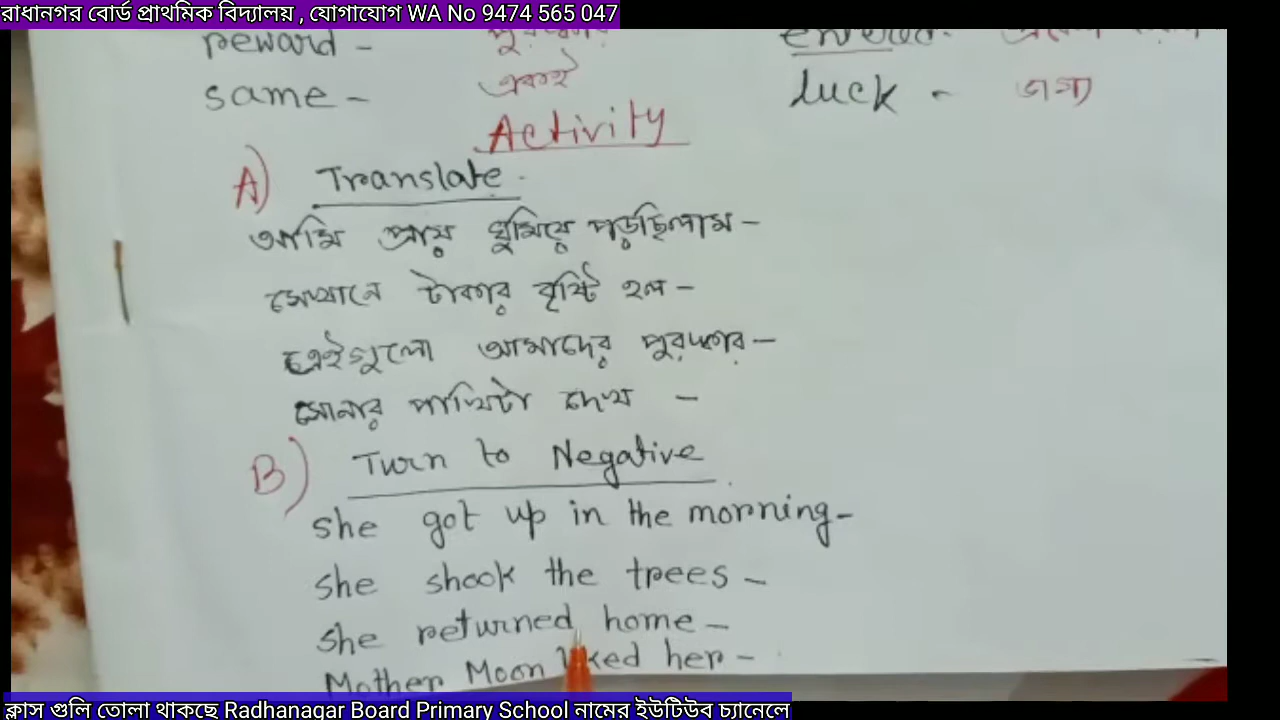 রাধানগর বোর্ড প্রাথমিক বিদ্যালয় , যোগাযোগ WA No 9474 565 047
reward - পুরস্কার
same - একই luck - ভাগ্য
Activity
A) Translate
আমি প্রায় ঘুমিয়ে পড়ছিলাম -
সেখানে টাকার বৃষ্টি হল -
এইগুলো আমাদের পুরস্কার -
সোনার পাখিটা দেখ -
B) Turn to Negative
She got up in the morning -
She shook the trees -
She returned home -
Mother Moon liked her -
ক্লাস গুলি তোলা থাকছে Radhanagar Board Primary School নামের ইউটিউব চ্যানেলে